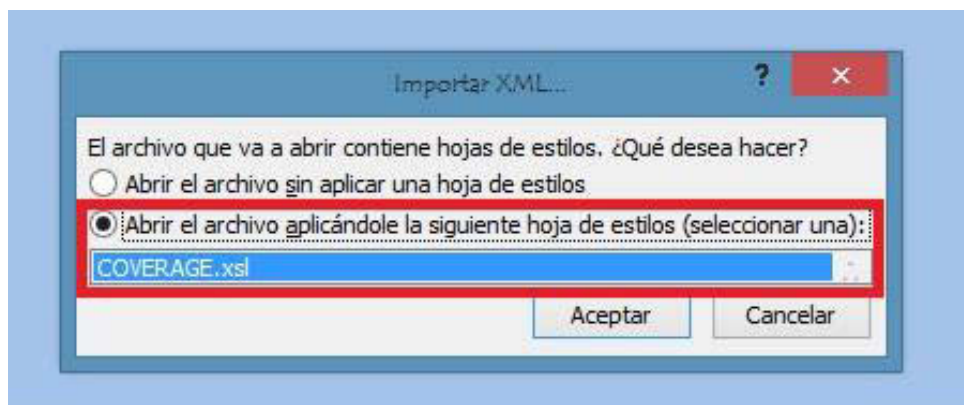 Importar XML...
?
El archivo que va a abrir contiene hojas de estilos. ¿Qué desea hacer?
Abrir el archivo sin aplicar una hoja de estilos
Abrir el archivo aplicándole la siguiente hoja de estilos (seleccionar una):
COVERAGE.xsl
Aceptar Cancelar